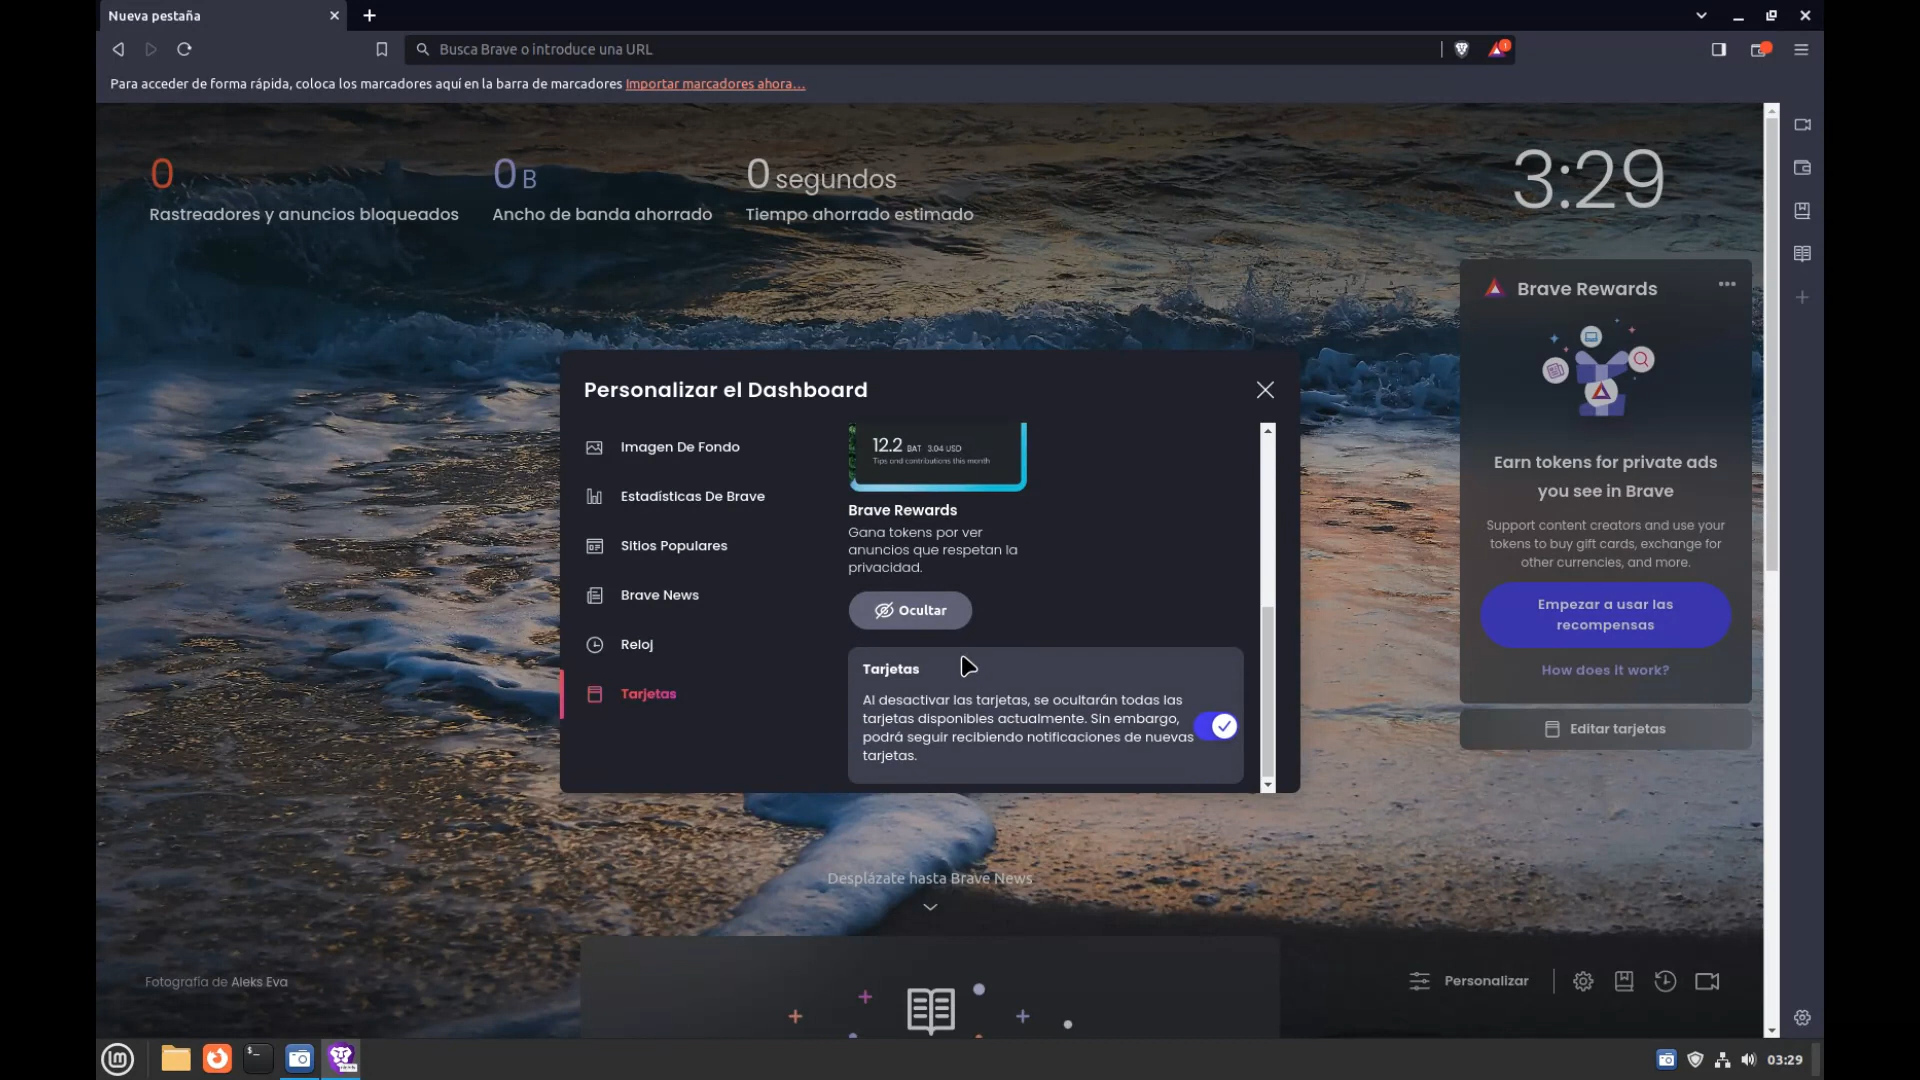 Nueva pestaña
Busca Brave o introduce una URL
1
Para acceder de forma rápida, coloca los marcadores aquí en la barra de marcadores Importar marcadores ahora...
0
Rastreadores y anuncios bloqueados
0 B
Ancho de banda ahorrado
0 segundos
Tiempo ahorrado estimado
3:29
Brave Rewards
Earn tokens for private ads
you see in Brave
Support content creators and use your
tokens to buy gift cards, exchange for
other currencies, and more.
Empezar a usar las
recompensas
How does it work?
Editar tarjetas
Personalizar el Dashboard
Imagen De Fondo
Estadísticas De Brave
Sitios Populares
Brave News
Reloj
Tarjetas
12.2 BAT 3.04 USD
Tips and contributions this month
Brave Rewards
Gana tokens por ver
anuncios que respetan la
privacidad.
Ocultar
Tarjetas
Al desactivar las tarjetas, se ocultarán todas las
tarjetas disponibles actualmente. Sin embargo,
podrá seguir recibiendo notificaciones de nuevas
tarjetas.
Desplázate hasta Brave News
Fotografía de Aleks Eva
Personalizar
03:29